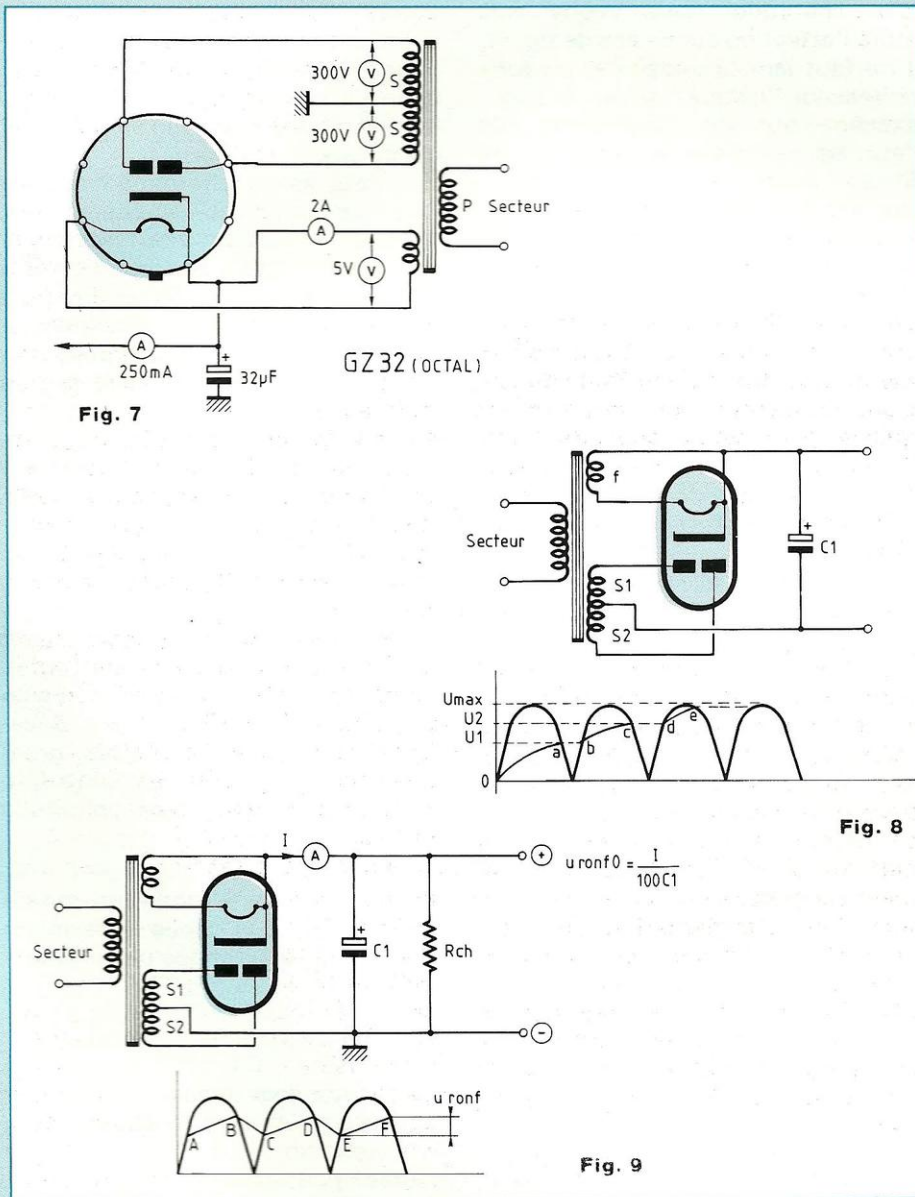 300V
V
S
300V
V
S
2A
A
P Secteur
5V
V
A
250mA
+
32µF
GZ32 (OCTAL)
Fig. 7
f
Secteur
S1
S2
+
C1
Umax
U2
U1
0
a
b
c
d
e
Fig. 8
I
A
+
u ronf0 = I
100C1
Secteur
+
C1
Rch
S1
S2
-
u ronf
A
B
C
D
E
F
Fig. 9